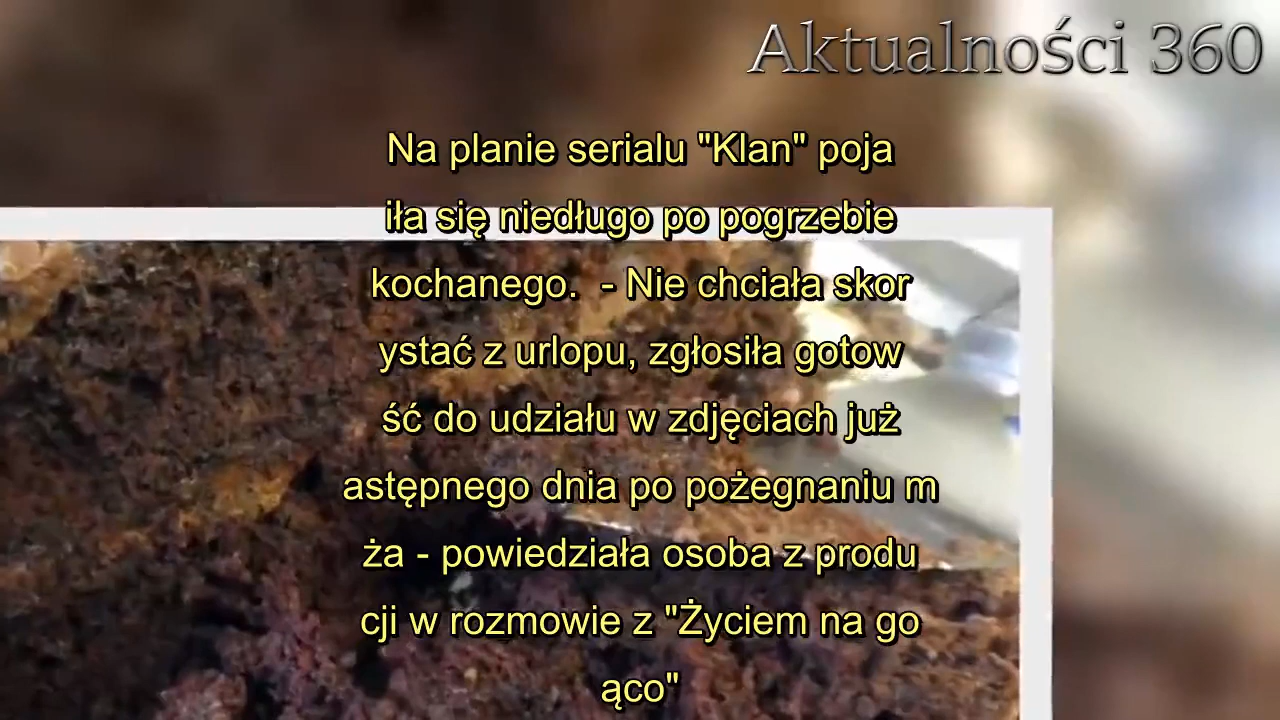 Aktualności 360
Na planie serialu "Klan" poja
iła się niedługo po pogrzebie
kochanego.  - Nie chciała skor
ystać z urlopu, zgłosiła gotow
ść do udziału w zdjęciach już
astępnego dnia po pożegnaniu m
ża - powiedziała osoba z produ
cji w rozmowie z "Życiem na go
ąco"